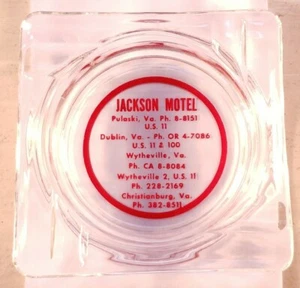 JACKSON MOTEL
Pulaski, Va. Ph. 8-8151
U.S. 11
Dublin, Va. - Ph. OR 4-7086
U.S. 11 & 100
Wytheville, Va.
Ph. CA 8-8084
Wytheville 2, U.S. 11
Ph. 228-2169
Christianburg, Va.
Ph. 382-8511